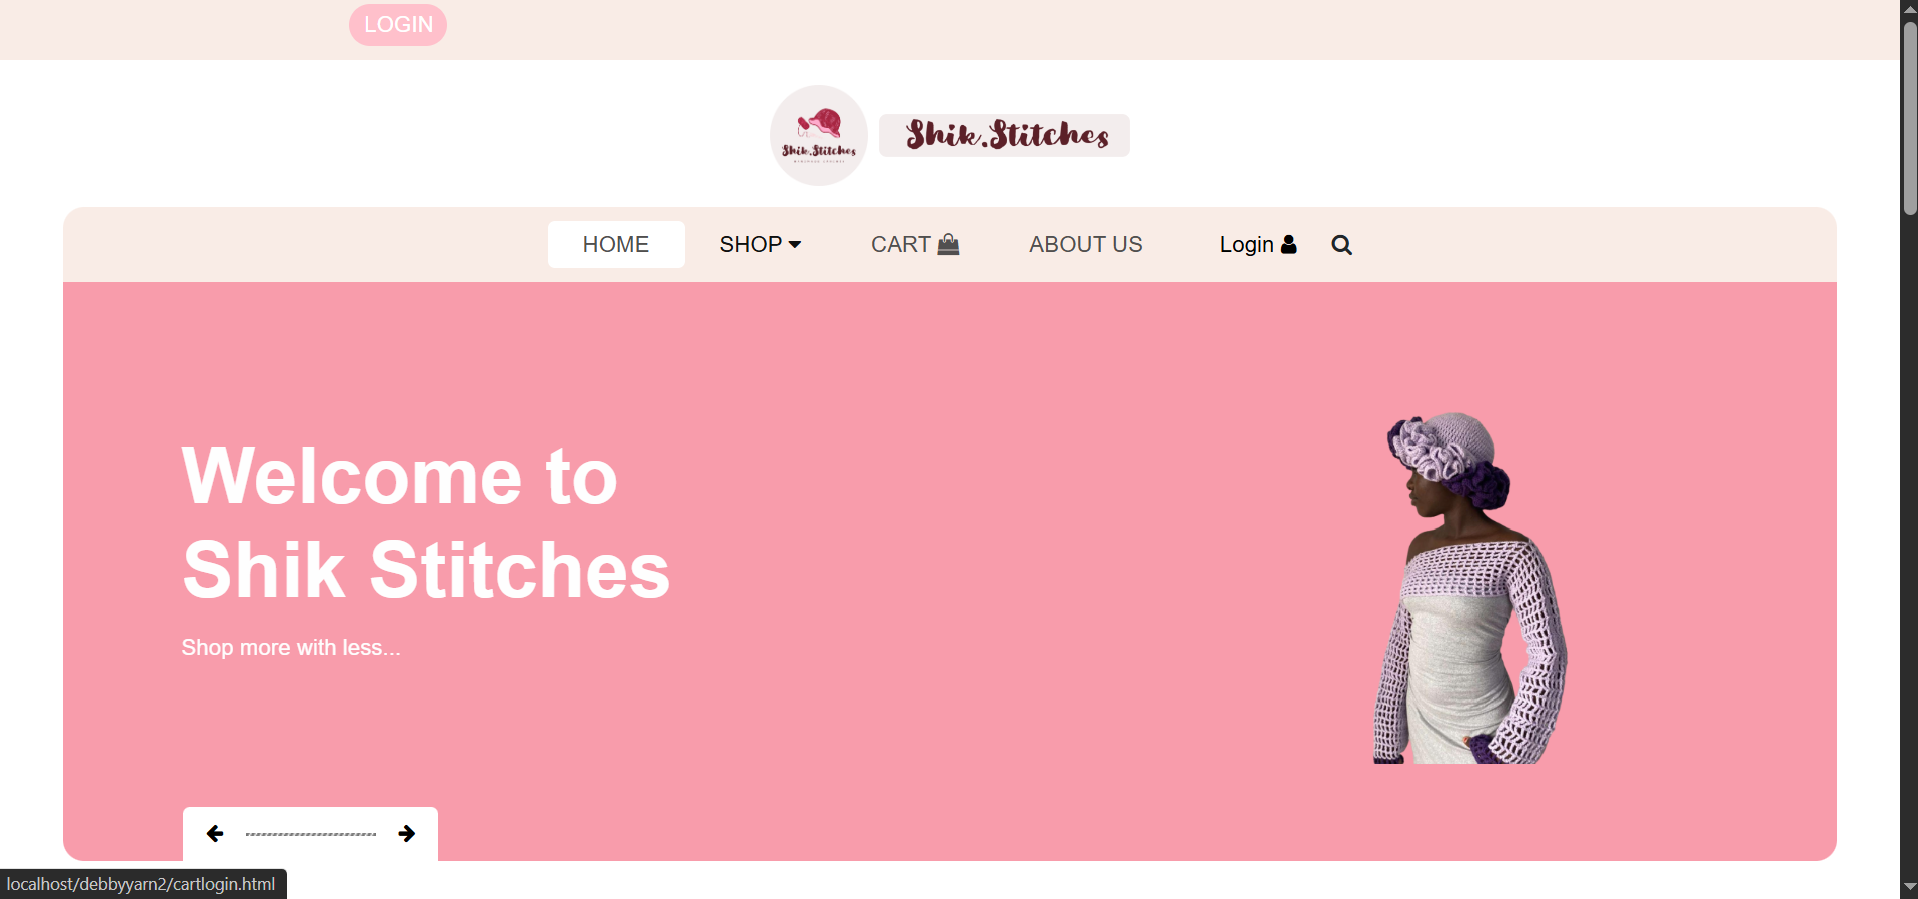 LOGIN
Shik.Stitches
Shik.Stitches
HOME
SHOP
CART
ABOUT US
Login
Welcome to
Shik Stitches
Shop more with less...
localhost/debbyyarn2/cartlogin.html